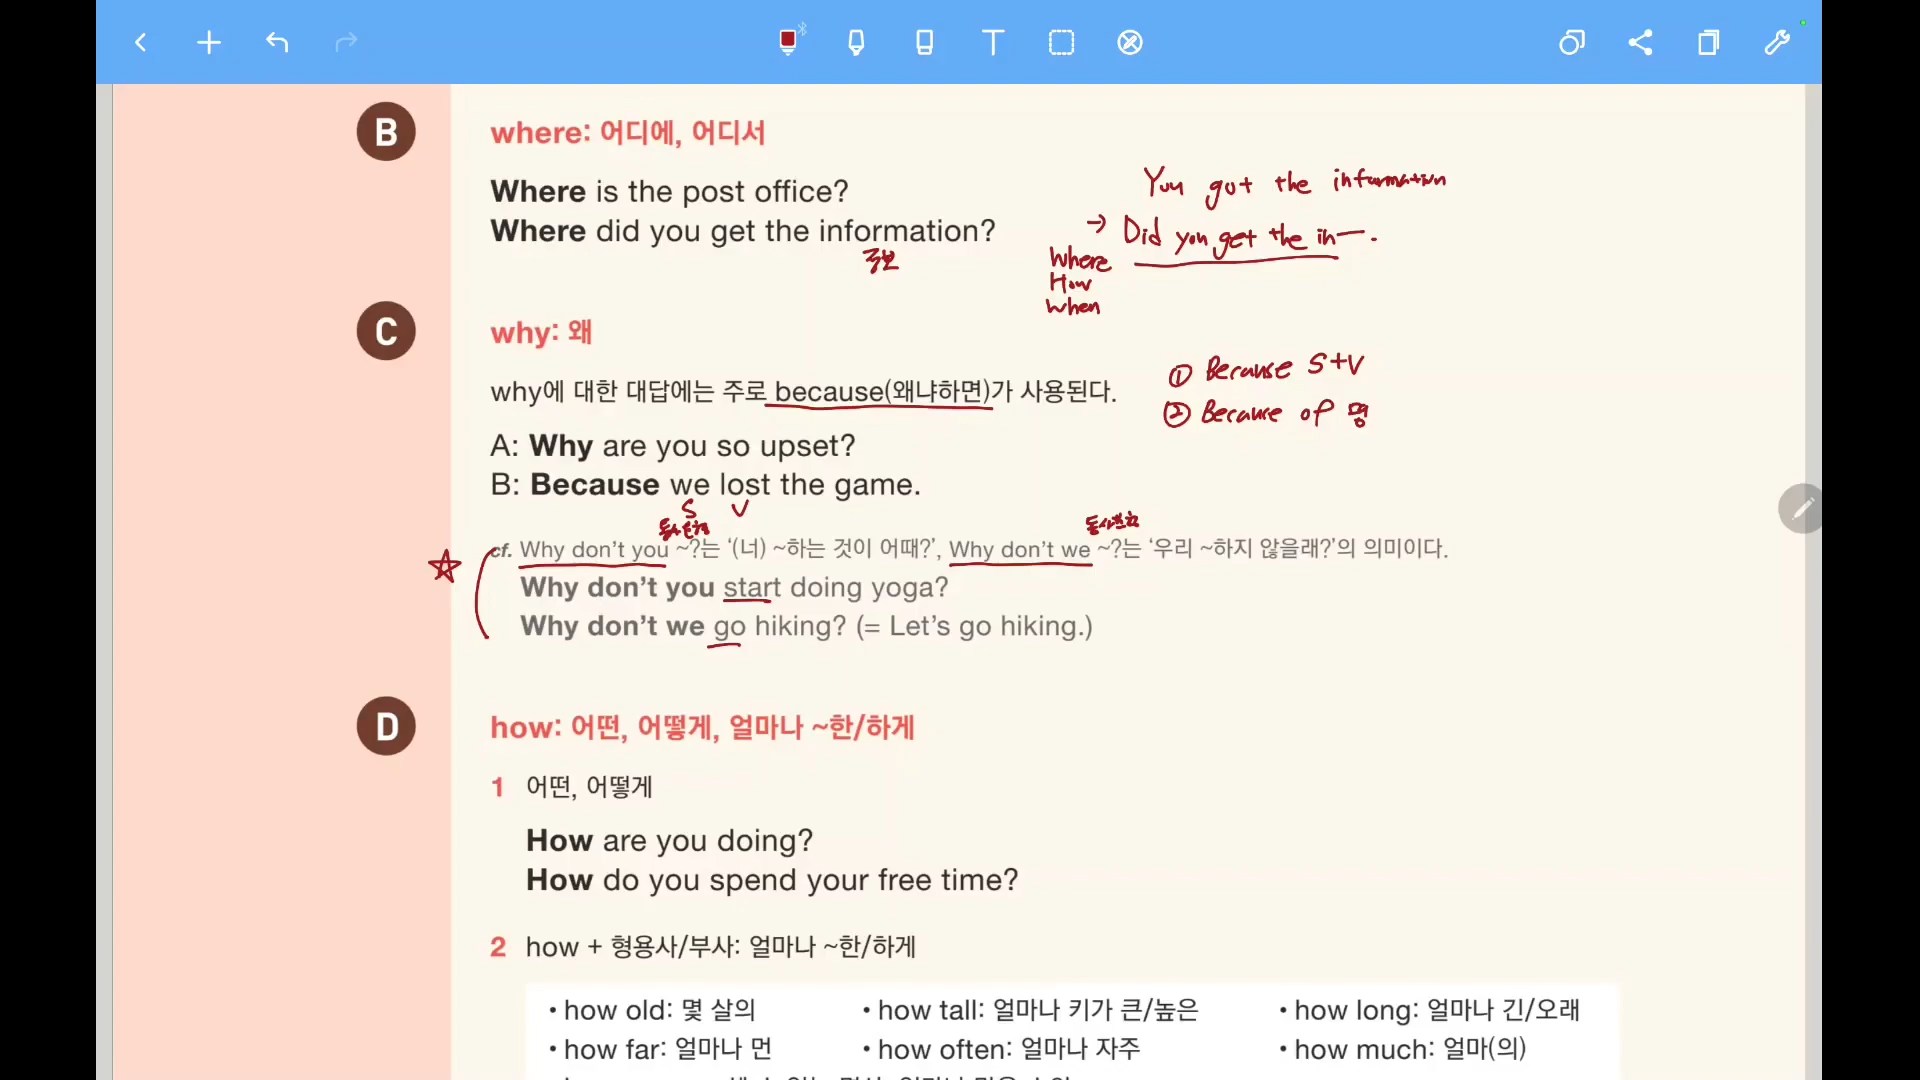 B
where: 어디에, 어디서
Where is the post office?
You got the information
Where did you get the information?
→ Did you get the in—.
정보
Where
How
When
C
why: 왜
why에 대한 대답에는 주로 because(왜냐하면)가 사용된다.
① Because S+V
② Because of 명
A: Why are you so upset?
B: Because we lost the game.
S V
동사원형 동사원형
cf. Why don't you ~?는 '(너) ~하는 것이 어때?', Why don't we ~?는 '우리 ~하지 않을래?'의 의미이다.
Why don't you start doing yoga?
Why don't we go hiking? (= Let's go hiking.)
D
how: 어떤, 어떻게, 얼마나 ~한/하게
1 어떤, 어떻게
How are you doing?
How do you spend your free time?
2 how + 형용사/부사: 얼마나 ~한/하게
• how old: 몇 살의 • how tall: 얼마나 키가 큰/높은 • how long: 얼마나 긴/오래
• how far: 얼마나 먼 • how often: 얼마나 자주 • how much: 얼마(의)